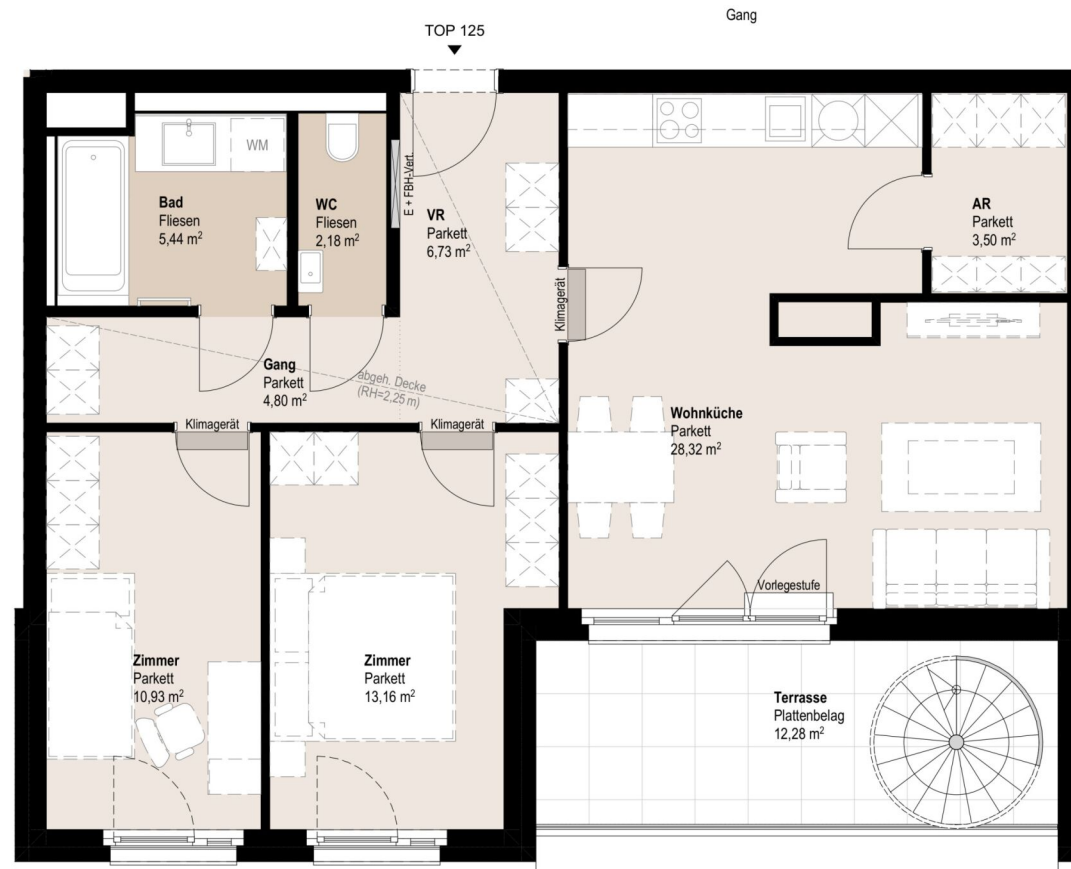 Gang
TOP 125
WM
Bad
Fliesen
5,44 m²
WC
Fliesen
2,18 m²
E + FBH-Vert.
VR
Parkett
6,73 m²
AR
Parkett
3,50 m²
Klimagerät
Gang
Parkett
4,80 m²
abgeh. Decke
(RH=2,25 m)
Klimagerät
Klimagerät
Wohnküche
Parkett
28,32 m²
Vorlegestufe
Zimmer
Parkett
10,93 m²
Zimmer
Parkett
13,16 m²
Terrasse
Plattenbelag
12,28 m²